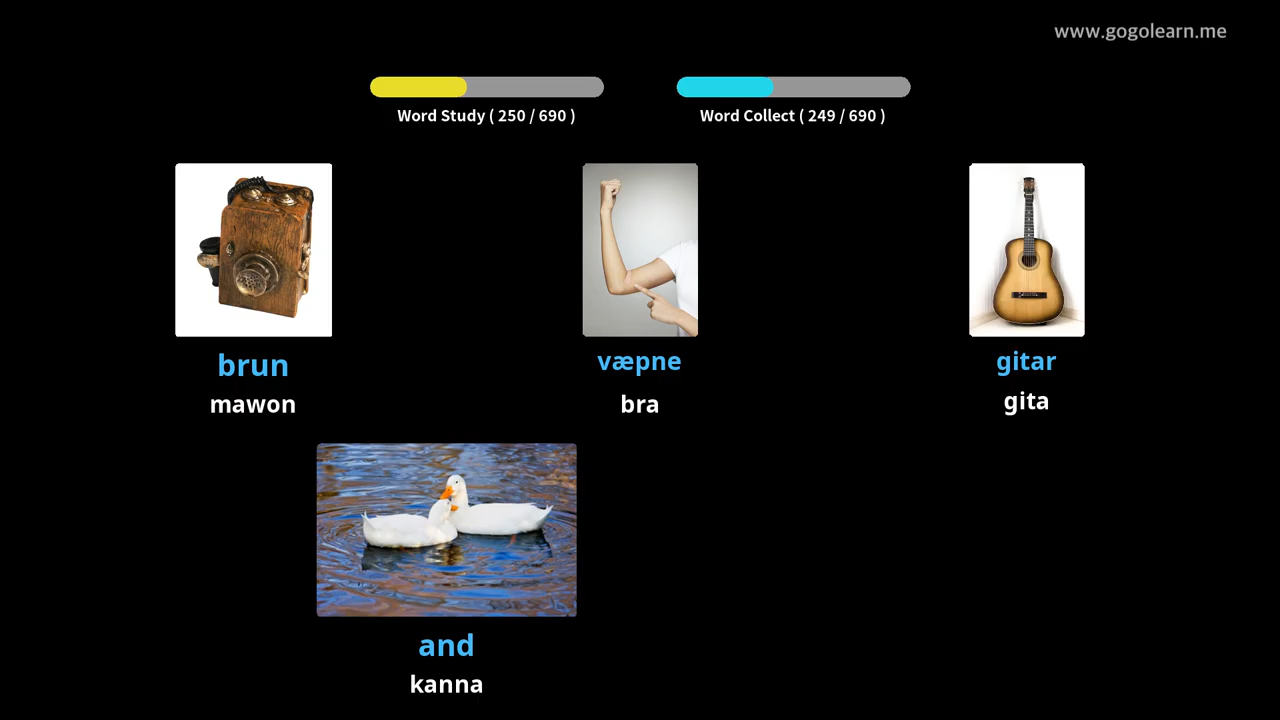 www.gogolearn.me
Word Study ( 250 / 690 )
Word Collect ( 249 / 690 )
brun
mawon
væpne
bra
gitar
gita
and
kanna